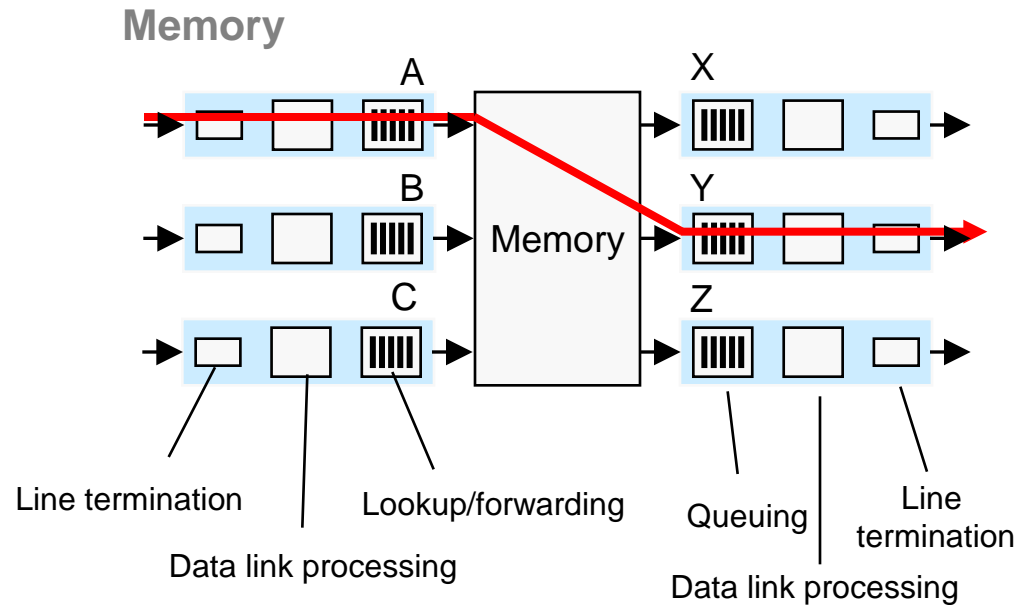 Memory
A
X
B
Y
Memory
C
Z
Line termination
Lookup/forwarding
Data link processing
Queuing
Line
termination
Data link processing